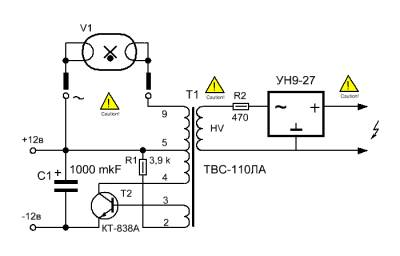 V1
Caution!
~
Caution!
T1
9
HV
R2
470
УН9-27
~
+
Caution!
+12в
5
R1
3,9 k
1000 mkF
C1
+
4
ТВС-110ЛА
T2
3
-12в
КТ-838А
2